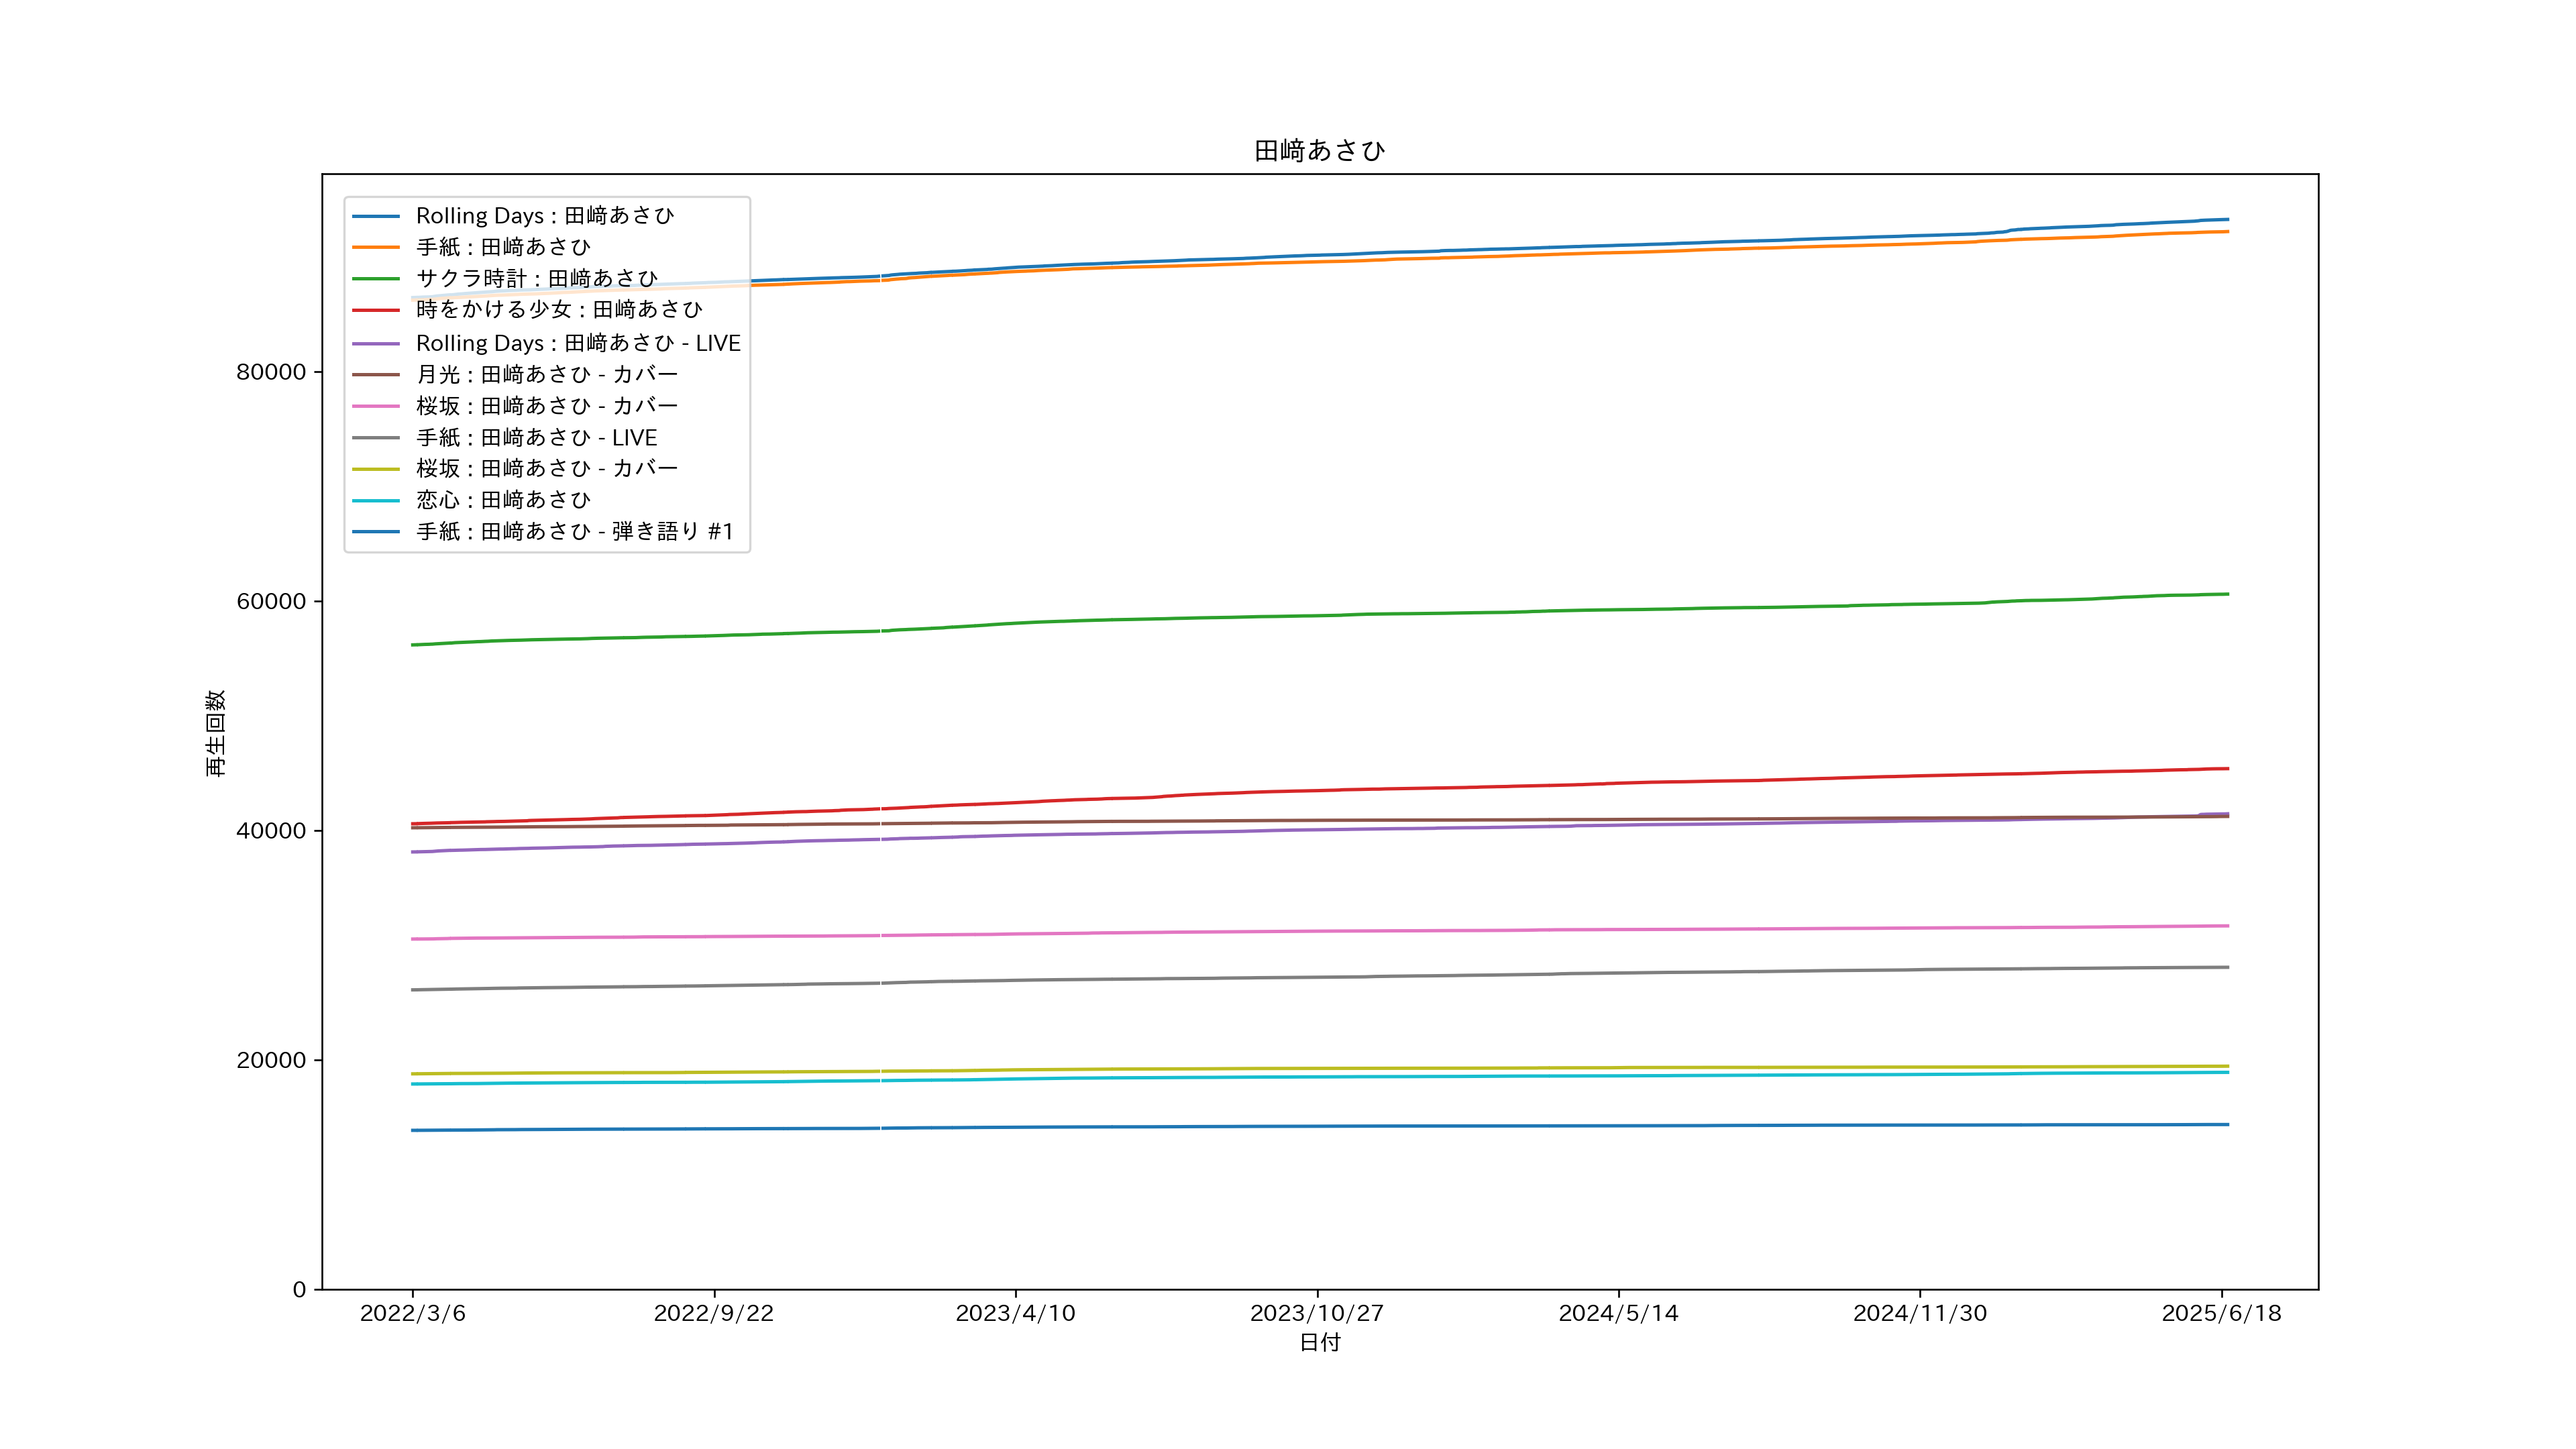 田﨑あさひ
Rolling Days : 田﨑あさひ
手紙 : 田﨑あさひ
サクラ時計 : 田﨑あさひ
時をかける少女 : 田﨑あさひ
Rolling Days : 田﨑あさひ - LIVE
月光 : 田﨑あさひ - カバー
桜坂 : 田﨑あさひ - カバー
手紙 : 田﨑あさひ - LIVE
桜坂 : 田﨑あさひ - カバー
恋心 : 田﨑あさひ
手紙 : 田﨑あさひ - 弾き語り #1
80000
60000
40000
20000
0
再生回数
2022/3/6 2022/9/22 2023/4/10 2023/10/27 2024/5/14 2024/11/30 2025/6/18
日付